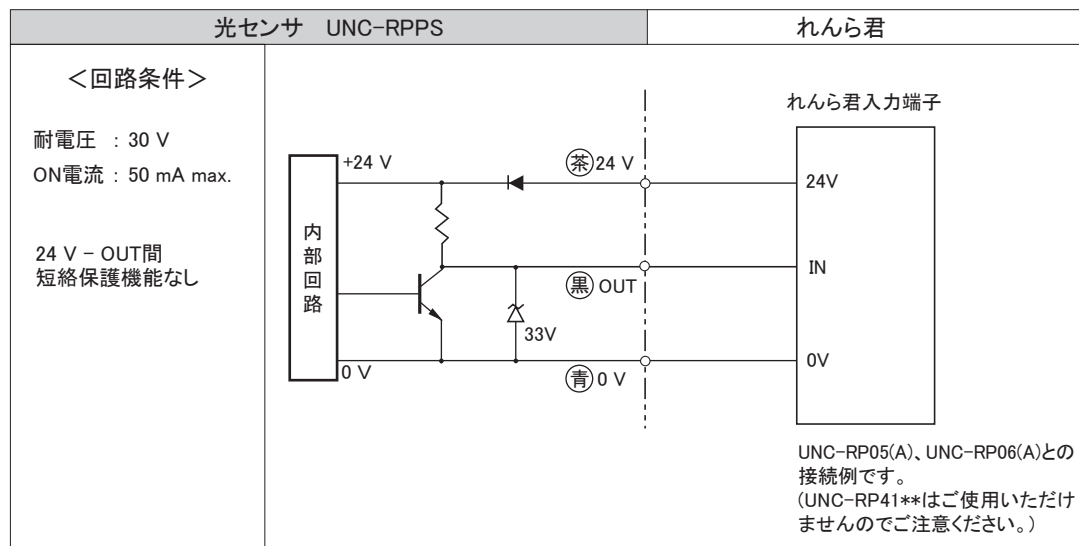 光センサ　UNC-RPPS
れんら君
＜回路条件＞
耐電圧 ：30 V
ON電流：50 mA max.
24 V − OUT間
短絡保護機能なし
内部回路
+24 V
0 V
33V
茶 24 V
黒 OUT
青 0 V
れんら君入力端子
24V
IN
0V
UNC-RP05(A)、UNC-RP06(A)との
接続例です。
(UNC-RP41**はご使用いただけ
ませんのでご注意ください。)